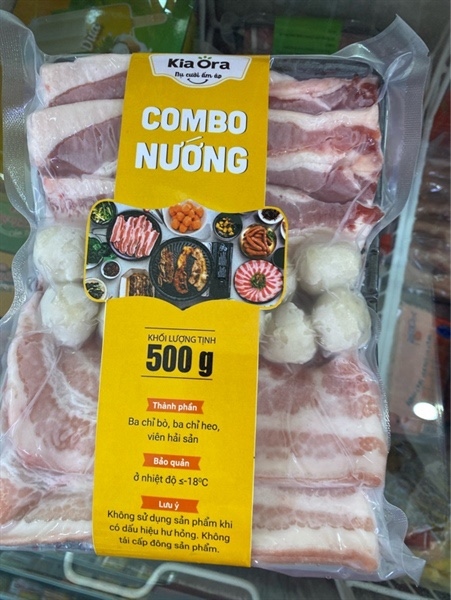 Kia Ora
Nụ cười ấm áp
COMBO
NƯỚNG
KHỐI LƯỢNG TỊNH
500 g
Thành phần
Ba chỉ bò, ba chỉ heo,
viên hải sản
Bảo quản
ở nhiệt độ ≤-18°C
Lưu ý
Không sử dụng sản phẩm khi
có dấu hiệu hư hỏng. Không
tái cấp đông sản phẩm.